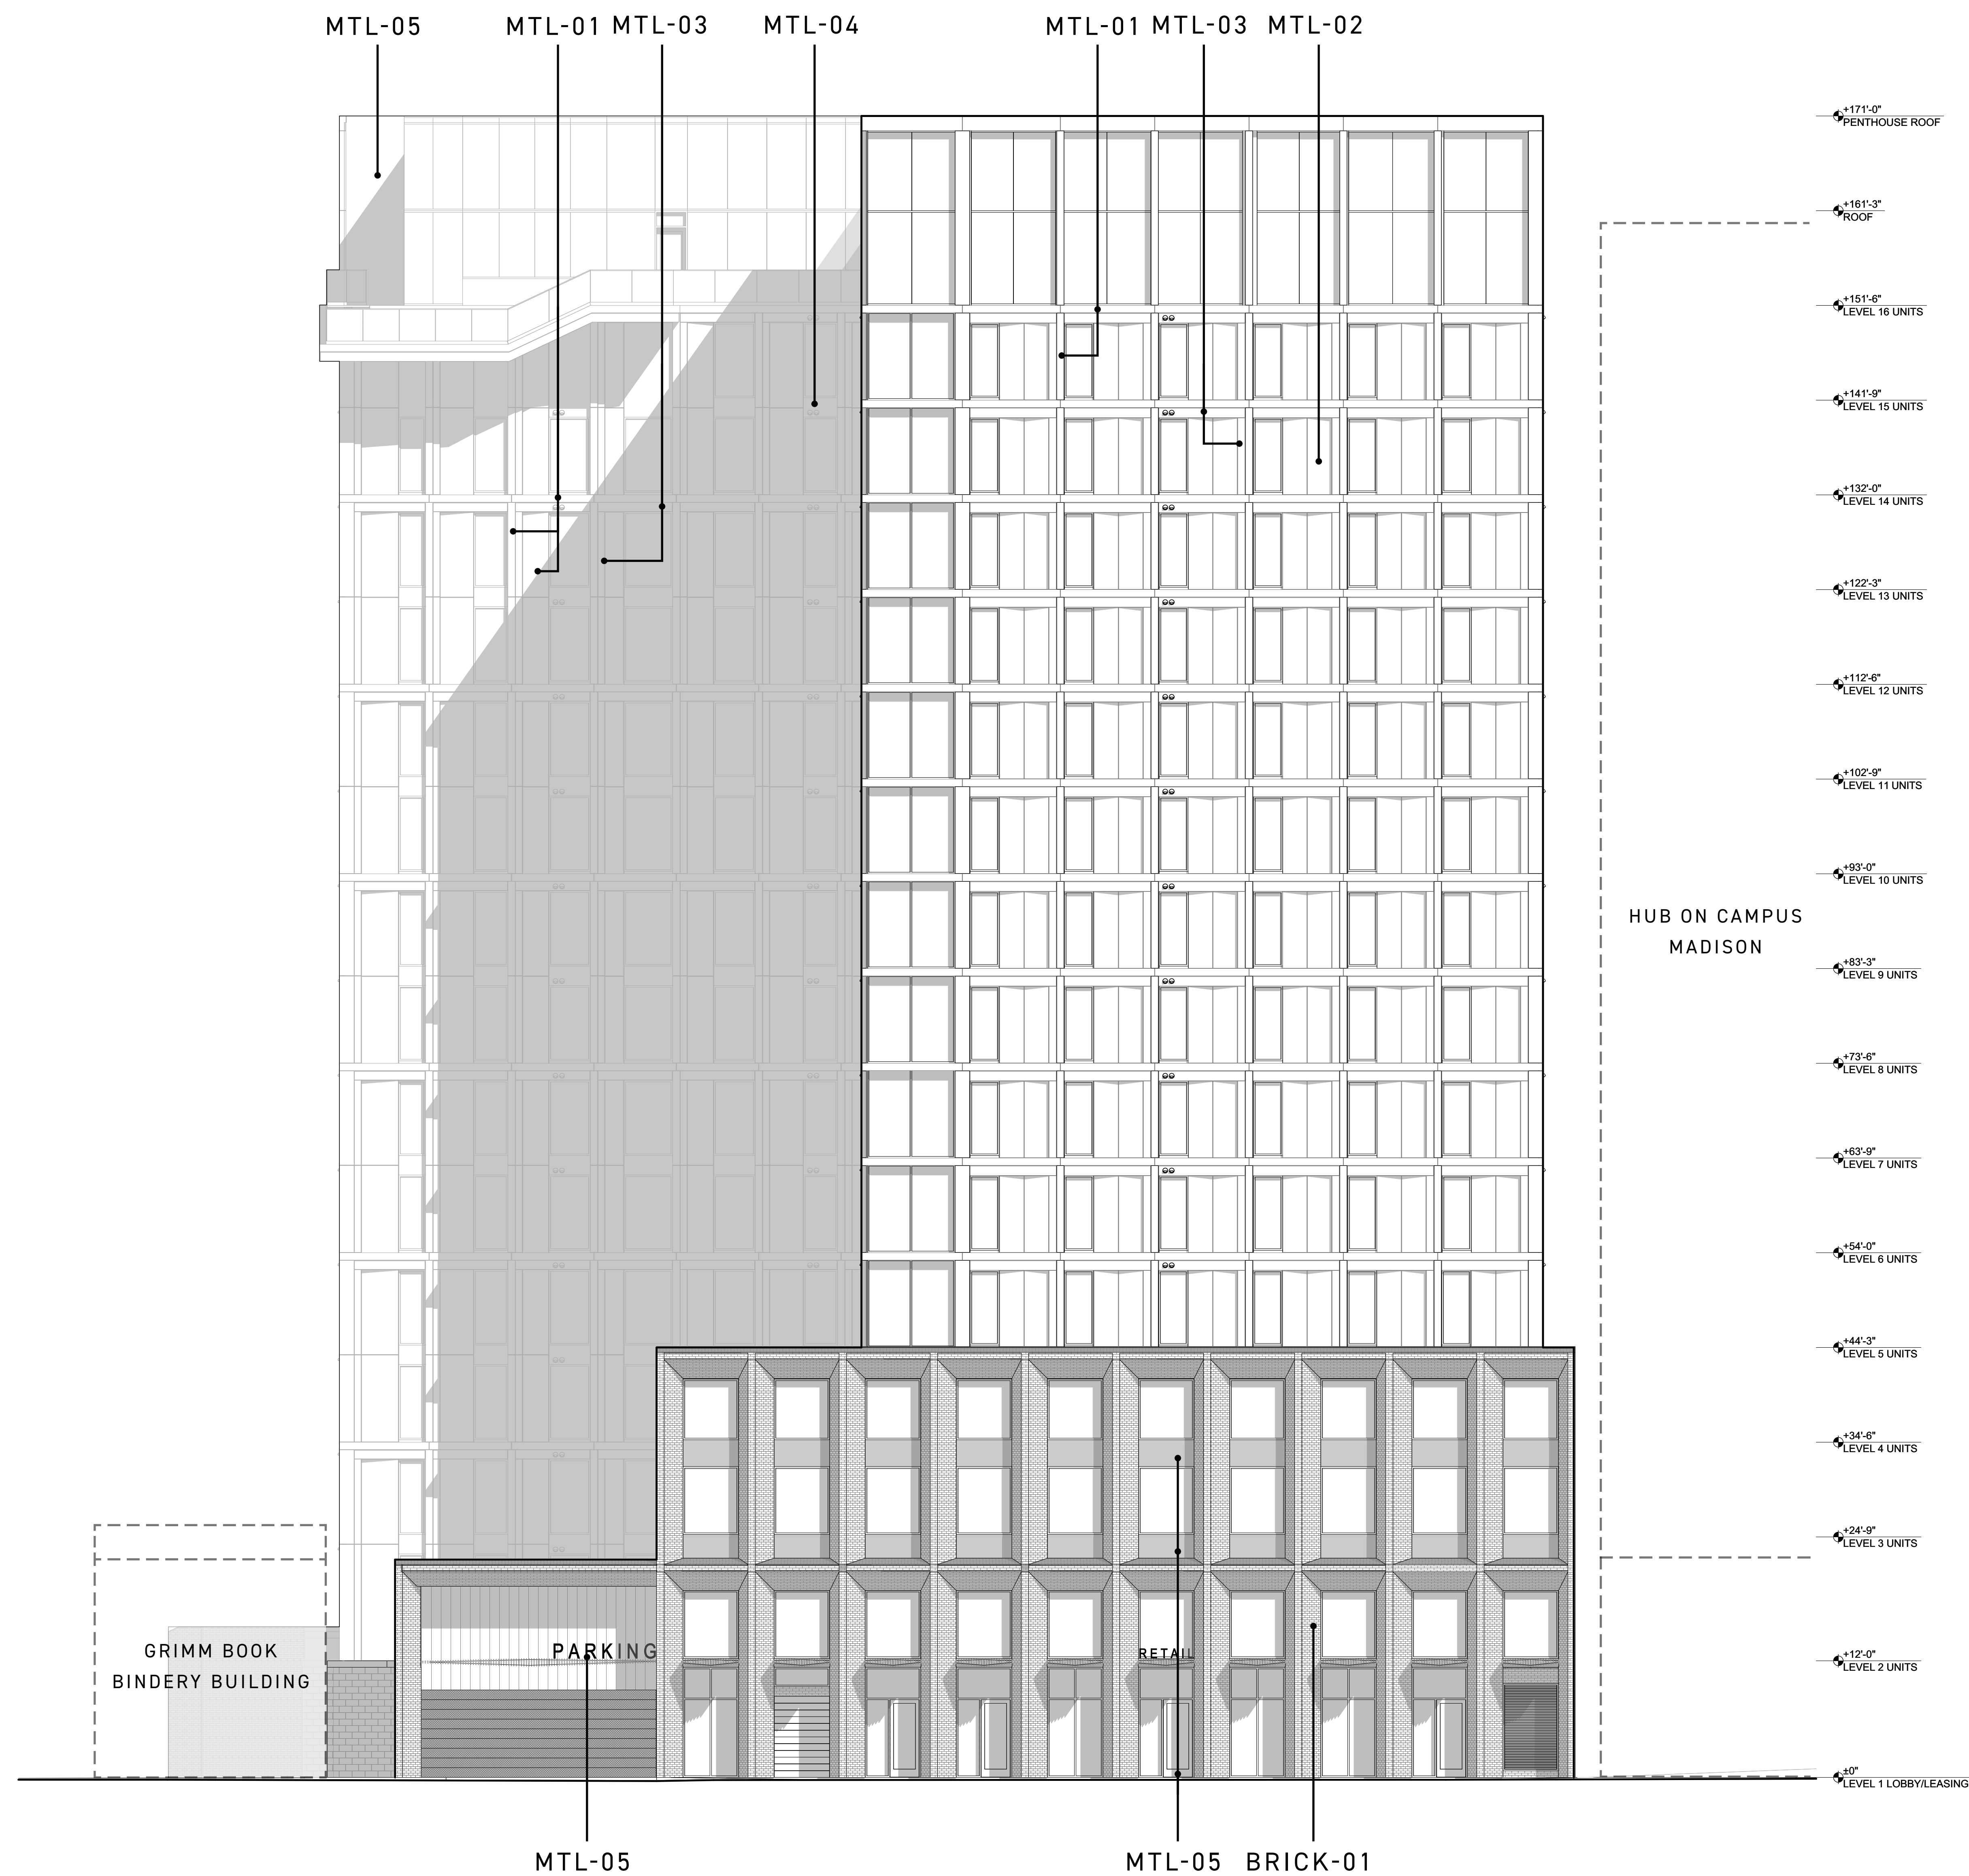 MTL-05
MTL-01
MTL-03
MTL-04
MTL-01
MTL-03
MTL-02
+171'-0"
PENTHOUSE ROOF
+161'-3"
ROOF
+151'-6"
LEVEL 16 UNITS
+141'-9"
LEVEL 15 UNITS
+132'-0"
LEVEL 14 UNITS
+122'-3"
LEVEL 13 UNITS
+112'-6"
LEVEL 12 UNITS
+102'-9"
LEVEL 11 UNITS
+93'-0"
LEVEL 10 UNITS
HUB ON CAMPUS
MADISON
+83'-3"
LEVEL 9 UNITS
+73'-6"
LEVEL 8 UNITS
+63'-9"
LEVEL 7 UNITS
+54'-0"
LEVEL 6 UNITS
+44'-3"
LEVEL 5 UNITS
+34'-6"
LEVEL 4 UNITS
+24'-9"
LEVEL 3 UNITS
GRIMM BOOK
BINDERY BUILDING
PARKING
RETAIL
+12'-0"
LEVEL 2 UNITS
±0"
LEVEL 1 LOBBY/LEASING
MTL-05
MTL-05
BRICK-01